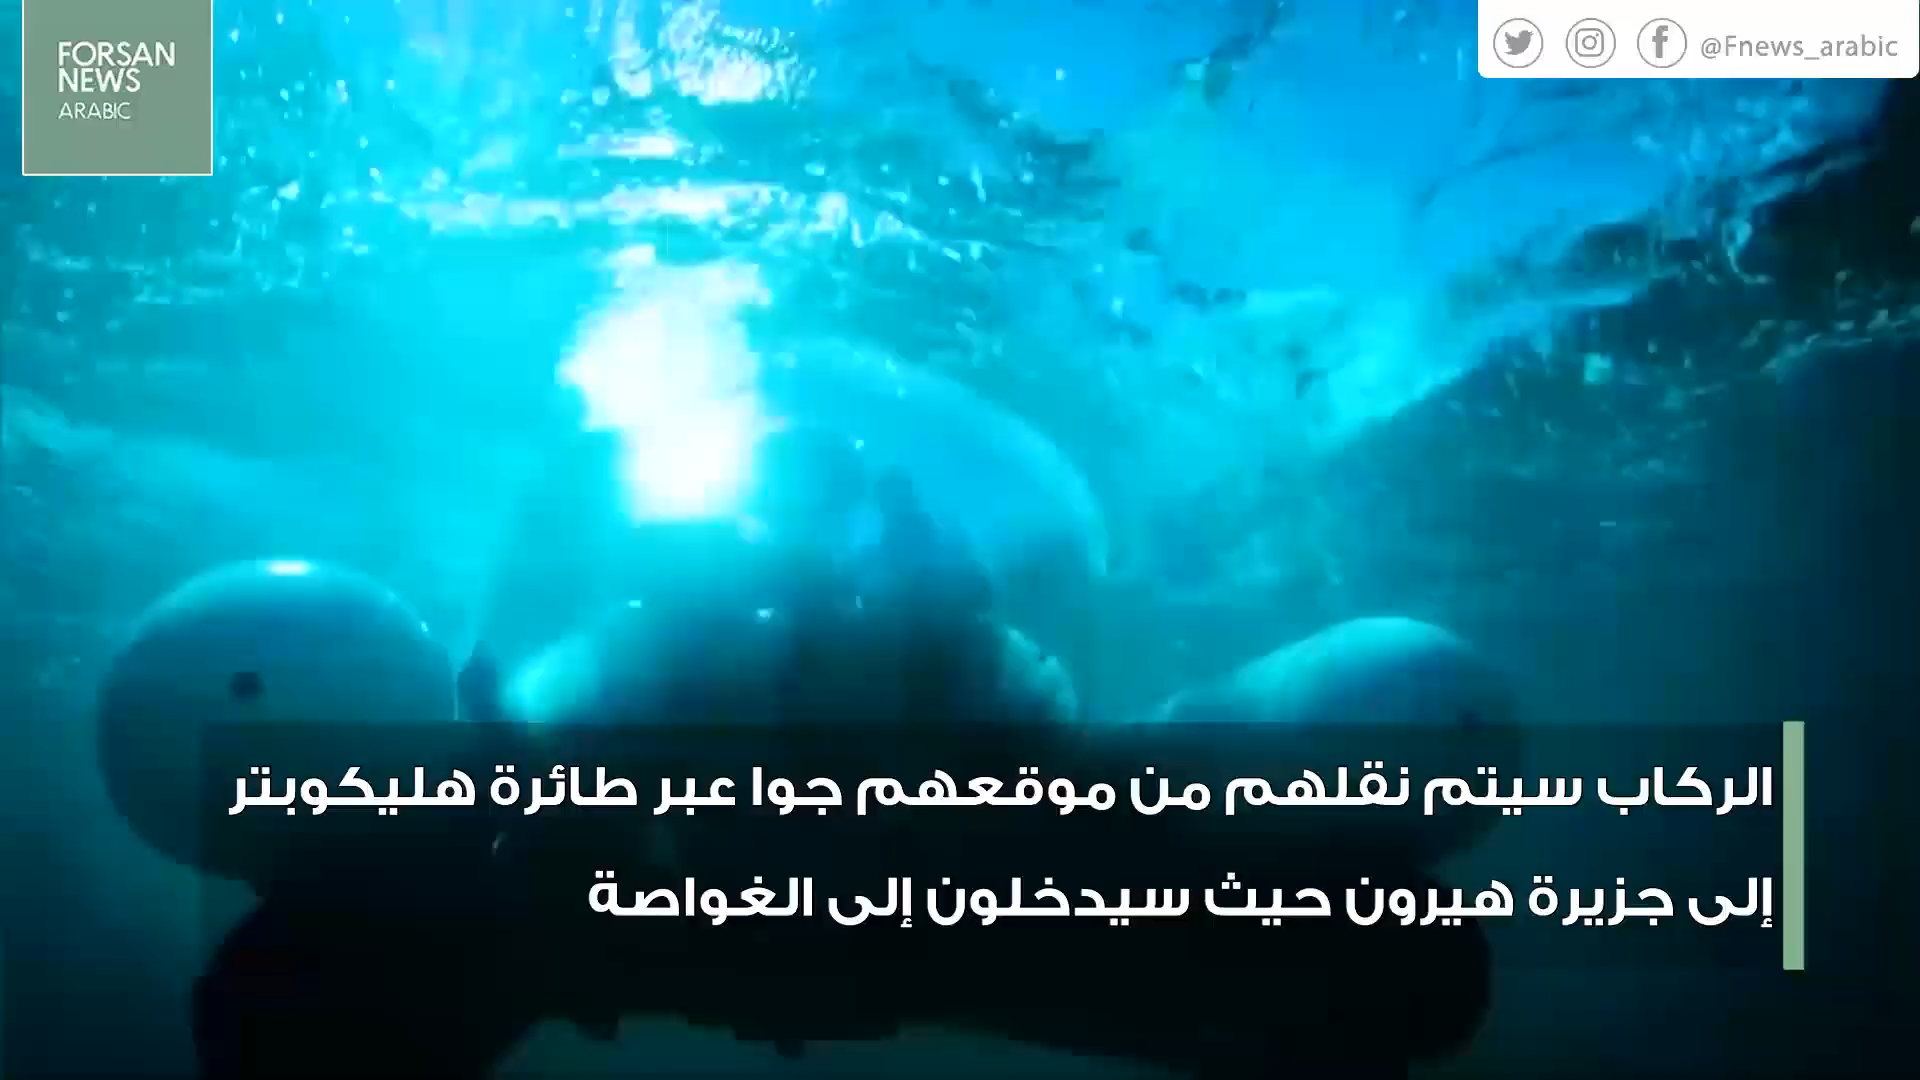 FORSAN
NEWS
ARABIC
@Fnews_arabic
الركاب سيتم نقلهم من موقعهم جوا عبر طائرة هليكوبتر
إلى جزيرة هيرون حيث سيدخلون إلى الغواصة